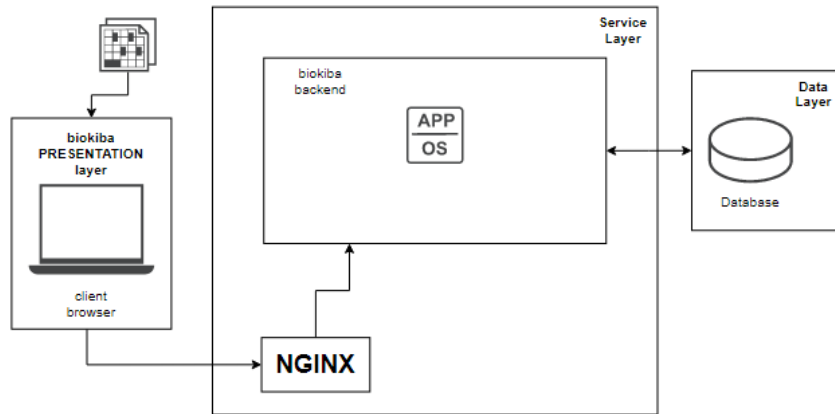 Service
Layer
biokiba
backend
APP
OS
Data
Layer
Database
biokiba
PRESENTATION
layer
client
browser
NGINX